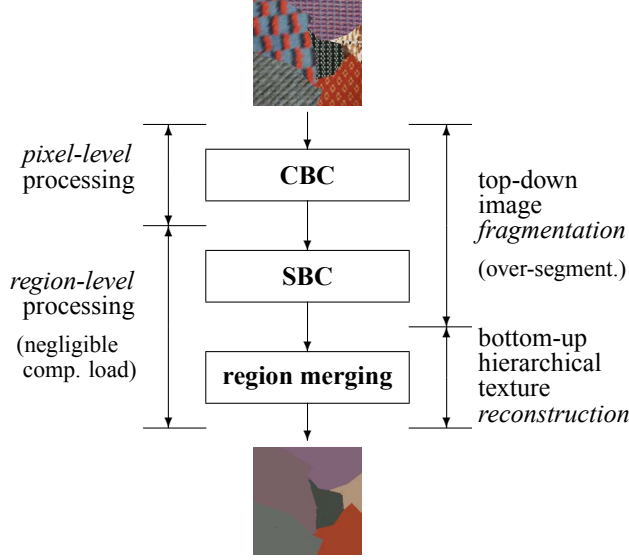 pixel-level
processing
CBC
top-down
image
fragmentation
(over-segment.)
region-level
processing
(negligible
comp. load)
SBC
region merging
bottom-up
hierarchical
texture
reconstruction